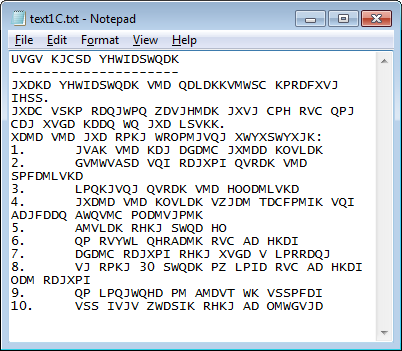 text1C.txt - Notepad
File Edit Format View Help
UVGV KJCSD YHWIDSWQDK
----------------------
JXDKD YHWIDSWQDK VMD QDLDKKVMWSC KPRDFXVJ
IHSS.
JXDC VSKP RDQJWPQ ZDVJHMDK JXVJ CPH RVC QPJ
CDJ XVGD KDDQ WQ JXD LSVKK.
XDMD VMD JXD RPKJ WROPMJVQJ XWYXSWYXJK:
1. JVAK VMD KDJ DGDMC JXMDD KOVLDK
2. GVMWVASD VQI RDJXPI QVRDK VMD
SPFDMLVKD
3. LPQKJVQJ QVRDK VMD HOODMLVKD
4. JXDMD VMD KOVLDK VZJDM TDCFPMIK VQI
ADJFDDQ AWQVMC PODMVJPMK
5. AMVLDK RHKJ SWQD HO
6. QP RVYWL QHRADMK RVC AD HKDI
7. DGDMC RDJXPI RHKJ XVGD V LPRRDQJ
8. VJ RPKJ 30 SWQDK PZ LPID RVC AD HKDI
ODM RDJXPI
9. QP LPQJWQHD PM AMDVT WK VSSPFDI
10. VSS IVJV ZWDSIK RHKJ AD OMWGVJD